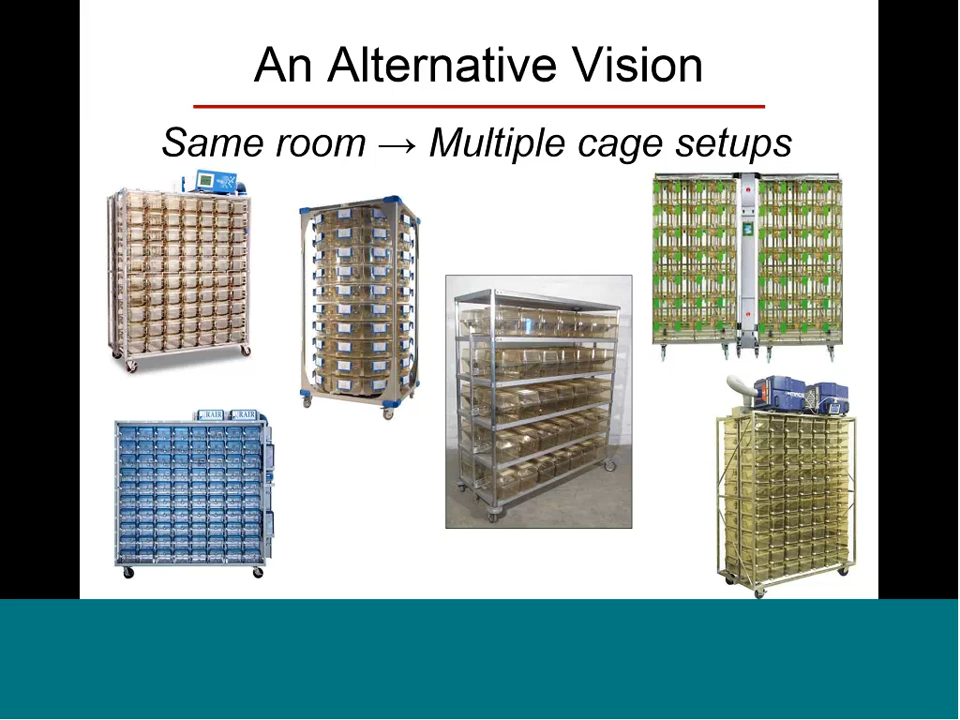 An Alternative Vision
Same room → Multiple cage setups